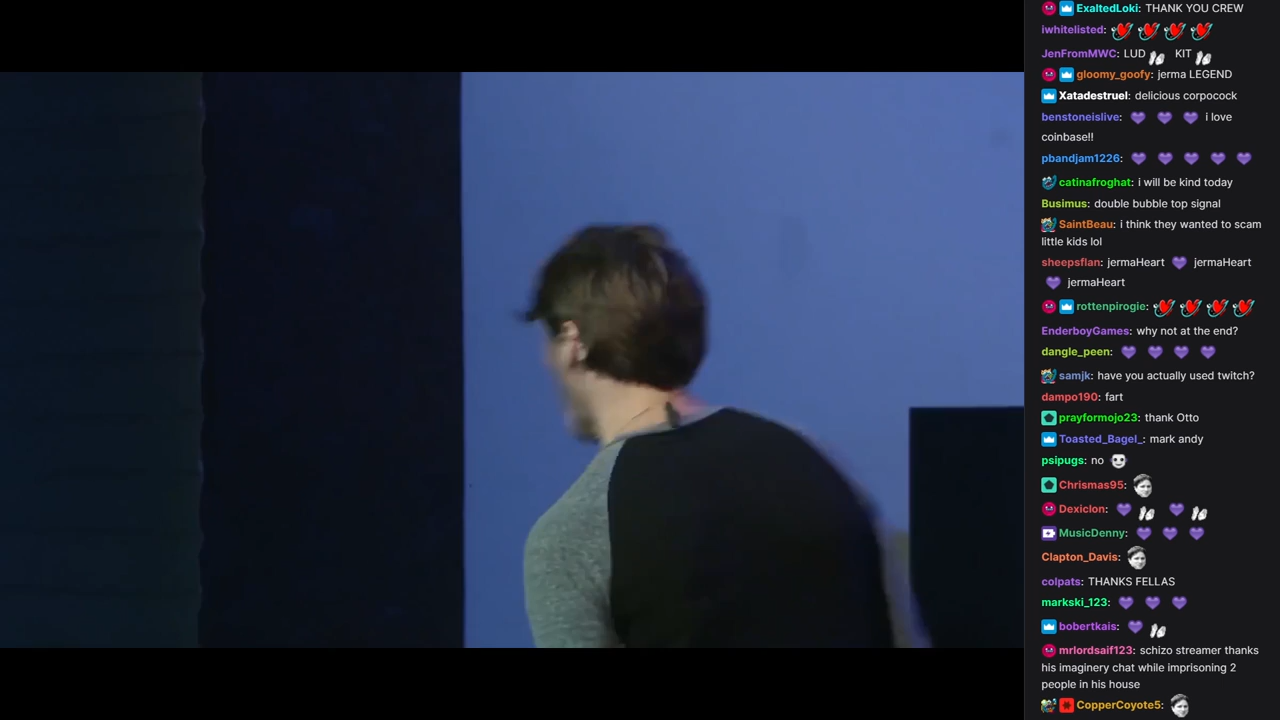 ExaltedLoki: THANK YOU CREW
iwhitelisted:
JenFromMWC: LUD KIT
gloomy_goofy: jerma LEGEND
Xatadestruel: delicious corpocock
benstoneislive: i love
coinbase!!
pbandjam1226:
catinafroghat: i will be kind today
Busimus: double bubble top signal
SaintBeau: i think they wanted to scam
little kids lol
sheepsflan: jermaHeart jermaHeart
jermaHeart
rottenpirogie:
EnderboyGames: why not at the end?
dangle_peen:
samjk: have you actually used twitch?
dampo190: fart
prayformojo23: thank Otto
Toasted_Bagel_: mark andy
psipugs: no
Chrismas95:
Dexiclon:
MusicDenny:
Clapton_Davis:
colpats: THANKS FELLAS
markski_123:
bobertkais:
mrlordsaif123: schizo streamer thanks
his imaginery chat while imprisoning 2
people in his house
CopperCoyote5: